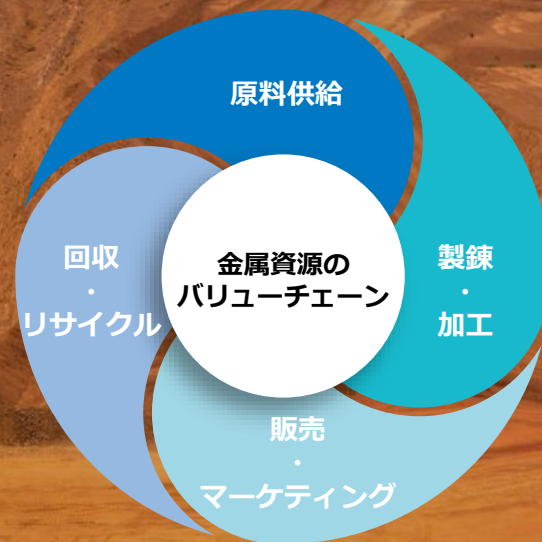 原料供給
製錬
・
加工
販売
・
マーケティング
回収
・
リサイクル
金属資源の
バリューチェーン